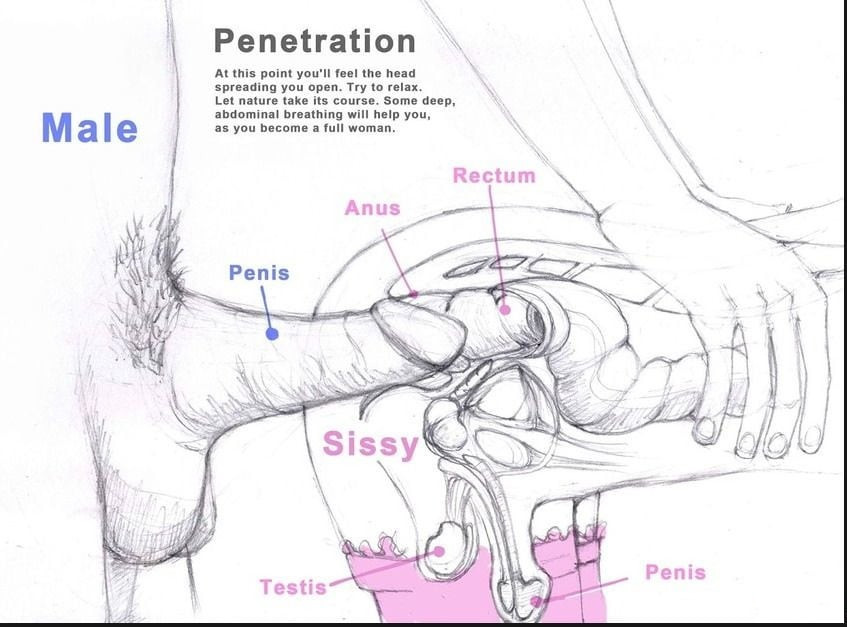 Penetration
At this point you'll feel the head
spreading you open. Try to relax.
Let nature take its course. Some deep,
abdominal breathing will help you,
as you become a full woman.
Male
Rectum
Anus
Penis
Sissy
Penis
Testis